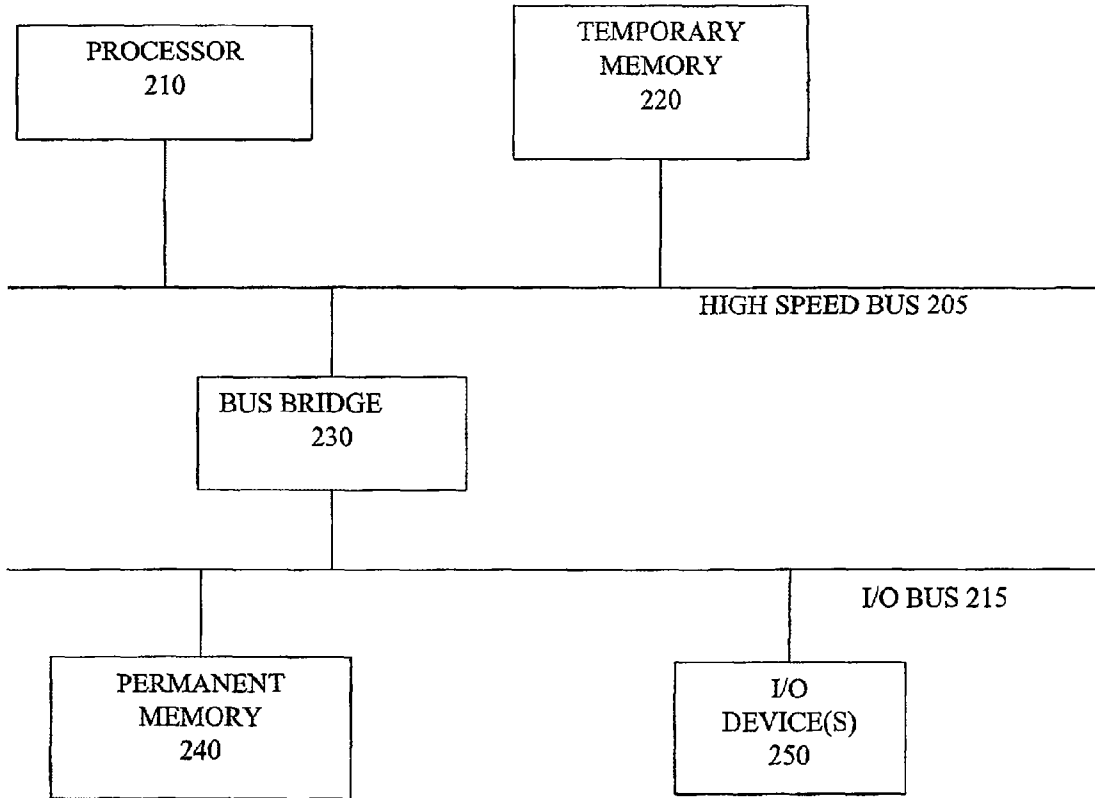 PROCESSOR
210
TEMPORARY
MEMORY
220
HIGH SPEED BUS 205
BUS BRIDGE
230
I/O BUS 215
PERMANENT
MEMORY
240
I/O
DEVICE(S)
250